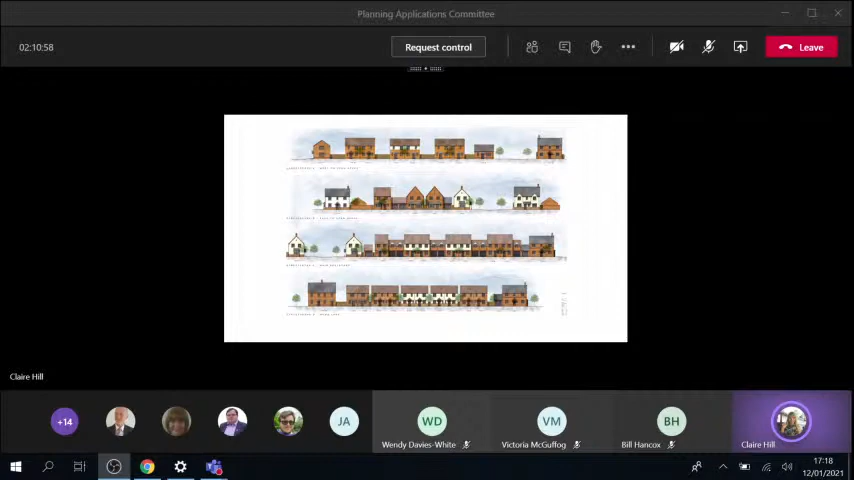 Planning Applications Committee
02:10:58
Request control
Leave
Claire Hill
+14
JA
WD
VM
BH
Wendy Davies-White
Victoria McGuffog
Bill Hancox
Claire Hill
17:18
12/01/2021